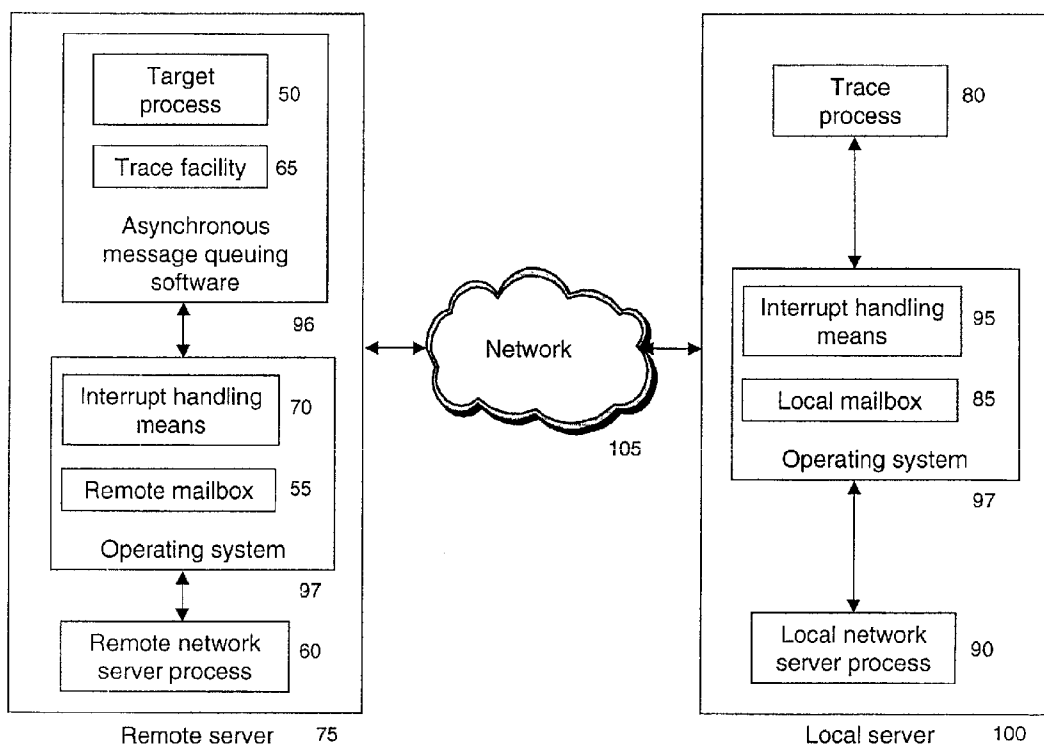 Target
process
50
Trace facility
65
Asynchronous
message queuing
software
96
Interrupt handling
means
70
Remote mailbox
55
Operating system
97
Remote network
server process
60
Remote server
75
Network
105
Trace
process
80
Interrupt handling
means
95
Local mailbox
85
Operating system
97
Local network
server process
90
Local server
100